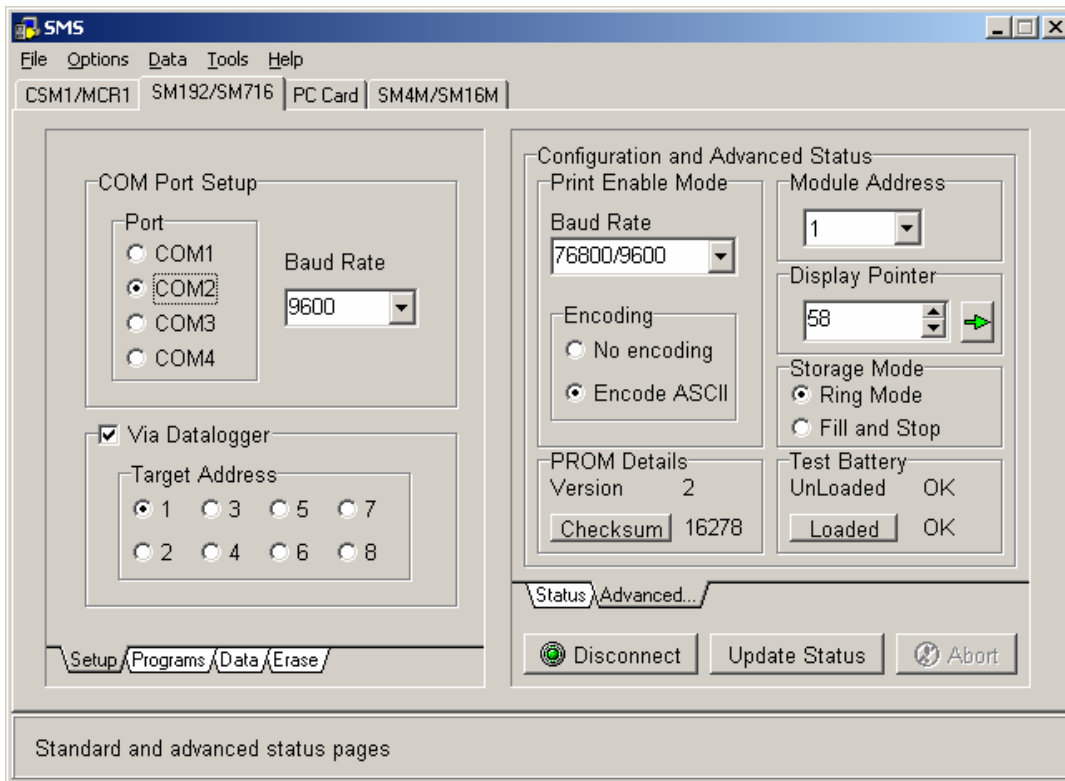 SMS
File Options Data Tools Help
CSM1/MCR1 SM192/SM716 PC Card SM4M/SM16M
COM Port Setup
Port
COM1
COM2
COM3
COM4
Baud Rate
9600
Via Datalogger
Target Address
1 3 5 7
2 4 6 8
Setup Programs Data Erase
Configuration and Advanced Status
Print Enable Mode
Baud Rate
76800/9600
Encoding
No encoding
Encode ASCII
Module Address
1
Display Pointer
58
Storage Mode
Ring Mode
Fill and Stop
PROM Details
Version 2
Checksum 16278
Test Battery
UnLoaded OK
Loaded OK
Status Advanced...
Disconnect Update Status Abort
Standard and advanced status pages